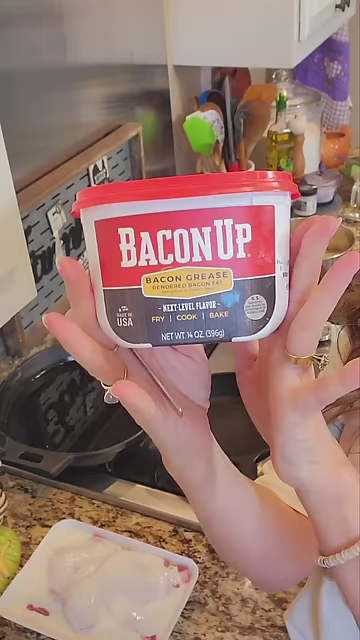 BACON UP
BACON GREASE
RENDERED BACON FAT
- NEXT-LEVEL FLAVOR -
FRY | COOK | BAKE
MADE IN
USA
NET WT. 14 OZ. (396g)